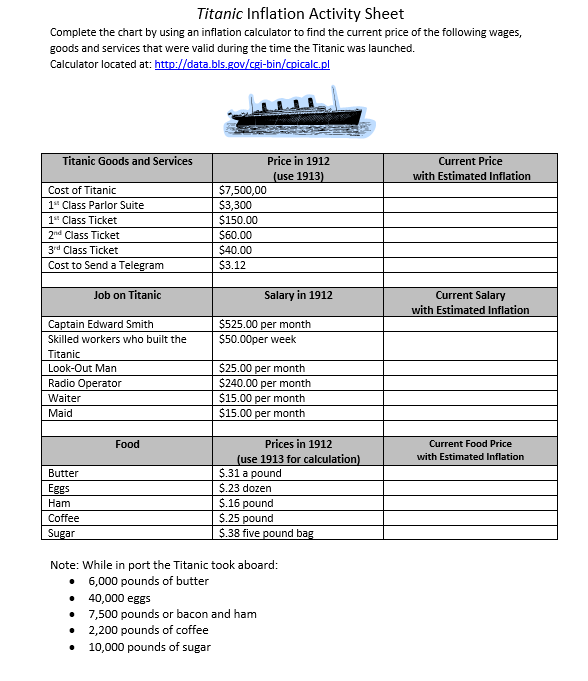 Titanic Inflation Activity Sheet
Complete the chart by using an inflation calculator to find the current price of the following wages,
goods and services that were valid during the time the Titanic was launched.
Calculator located at: http://data.bls.gov/cgi-bin/cpicalc.pl
Titanic Goods and Services Price in 1912 Current Price
(use 1913) with Estimated Inflation
Cost of Titanic $7,500,00
1st Class Parlor Suite $3,300
1st Class Ticket $150.00
2nd Class Ticket $60.00
3rd Class Ticket $40.00
Cost to Send a Telegram $3.12
Job on Titanic Salary in 1912 Current Salary
with Estimated Inflation
Captain Edward Smith $525.00 per month
Skilled workers who built the $50.00per week
Titanic
Look-Out Man $25.00 per month
Radio Operator $240.00 per month
Waiter $15.00 per month
Maid $15.00 per month
Food Prices in 1912 Current Food Price
(use 1913 for calculation) with Estimated Inflation
Butter $.31 a pound
Eggs $.23 dozen
Ham $.16 pound
Coffee $.25 pound
Sugar $.38 five pound bag
Note: While in port the Titanic took aboard:
• 6,000 pounds of butter
• 40,000 eggs
• 7,500 pounds or bacon and ham
• 2,200 pounds of coffee
• 10,000 pounds of sugar